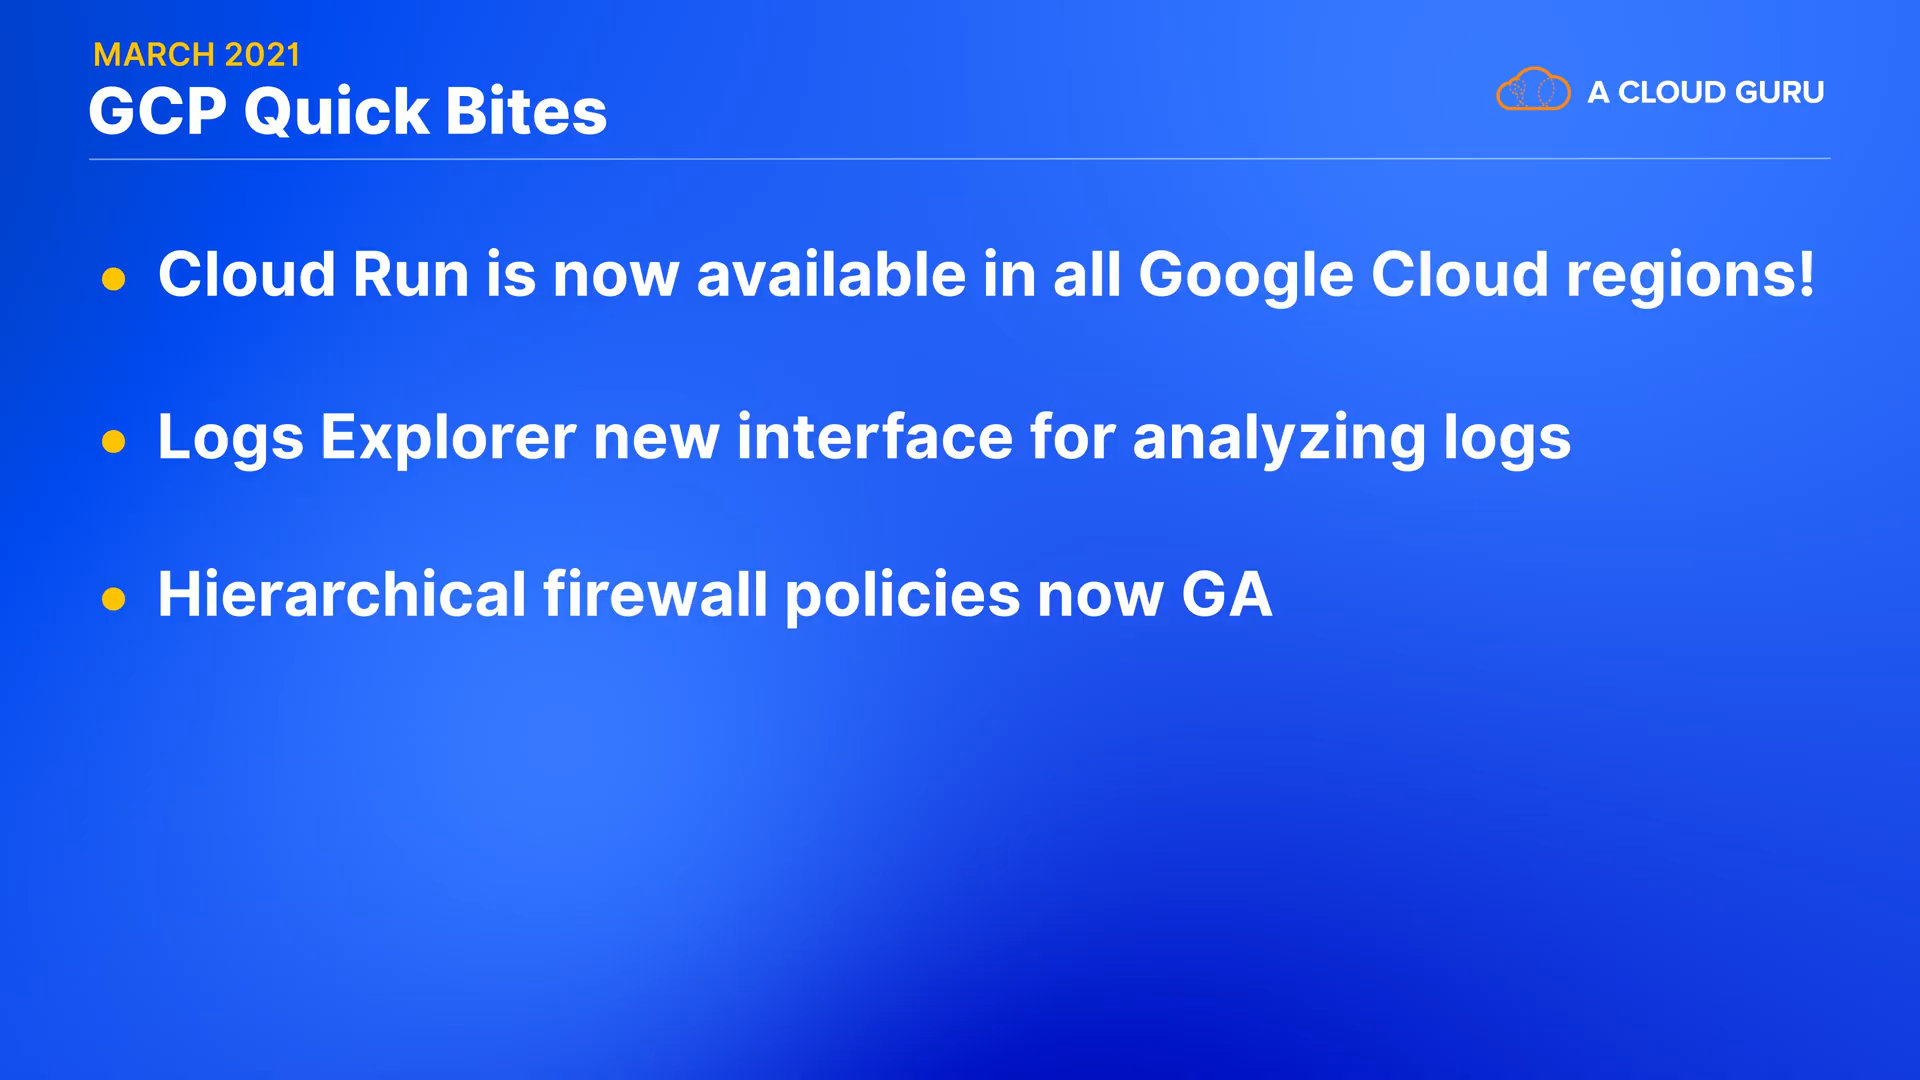 MARCH 2021
GCP Quick Bites
A CLOUD GURU
Cloud Run is now available in all Google Cloud regions!
Logs Explorer new interface for analyzing logs
Hierarchical firewall policies now GA